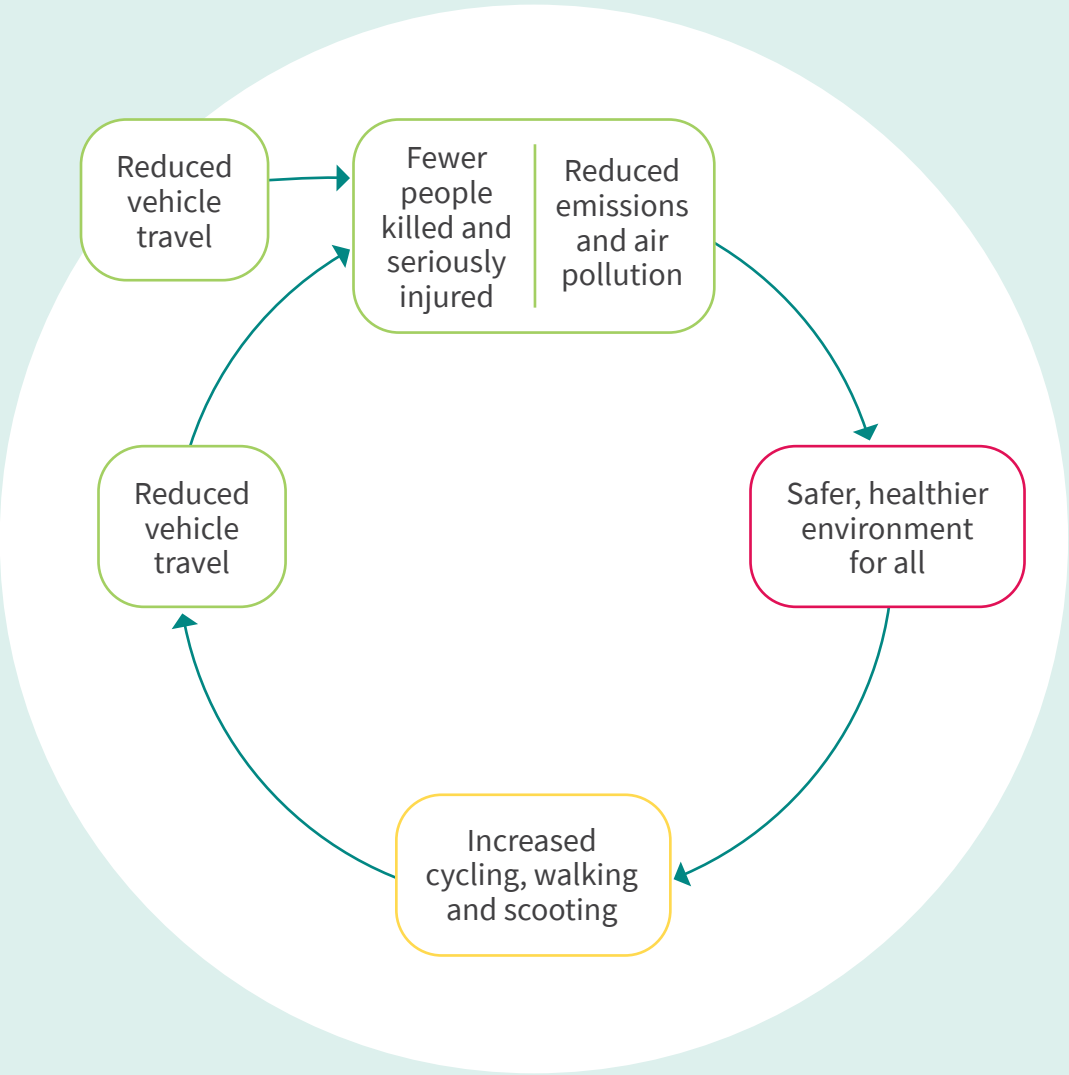 Reduced
vehicle
travel
Fewer
people
killed and
seriously
injured
Reduced
emissions
and air
pollution
Safer, healthier
environment
for all
Increased
cycling, walking
and scooting
Reduced
vehicle
travel